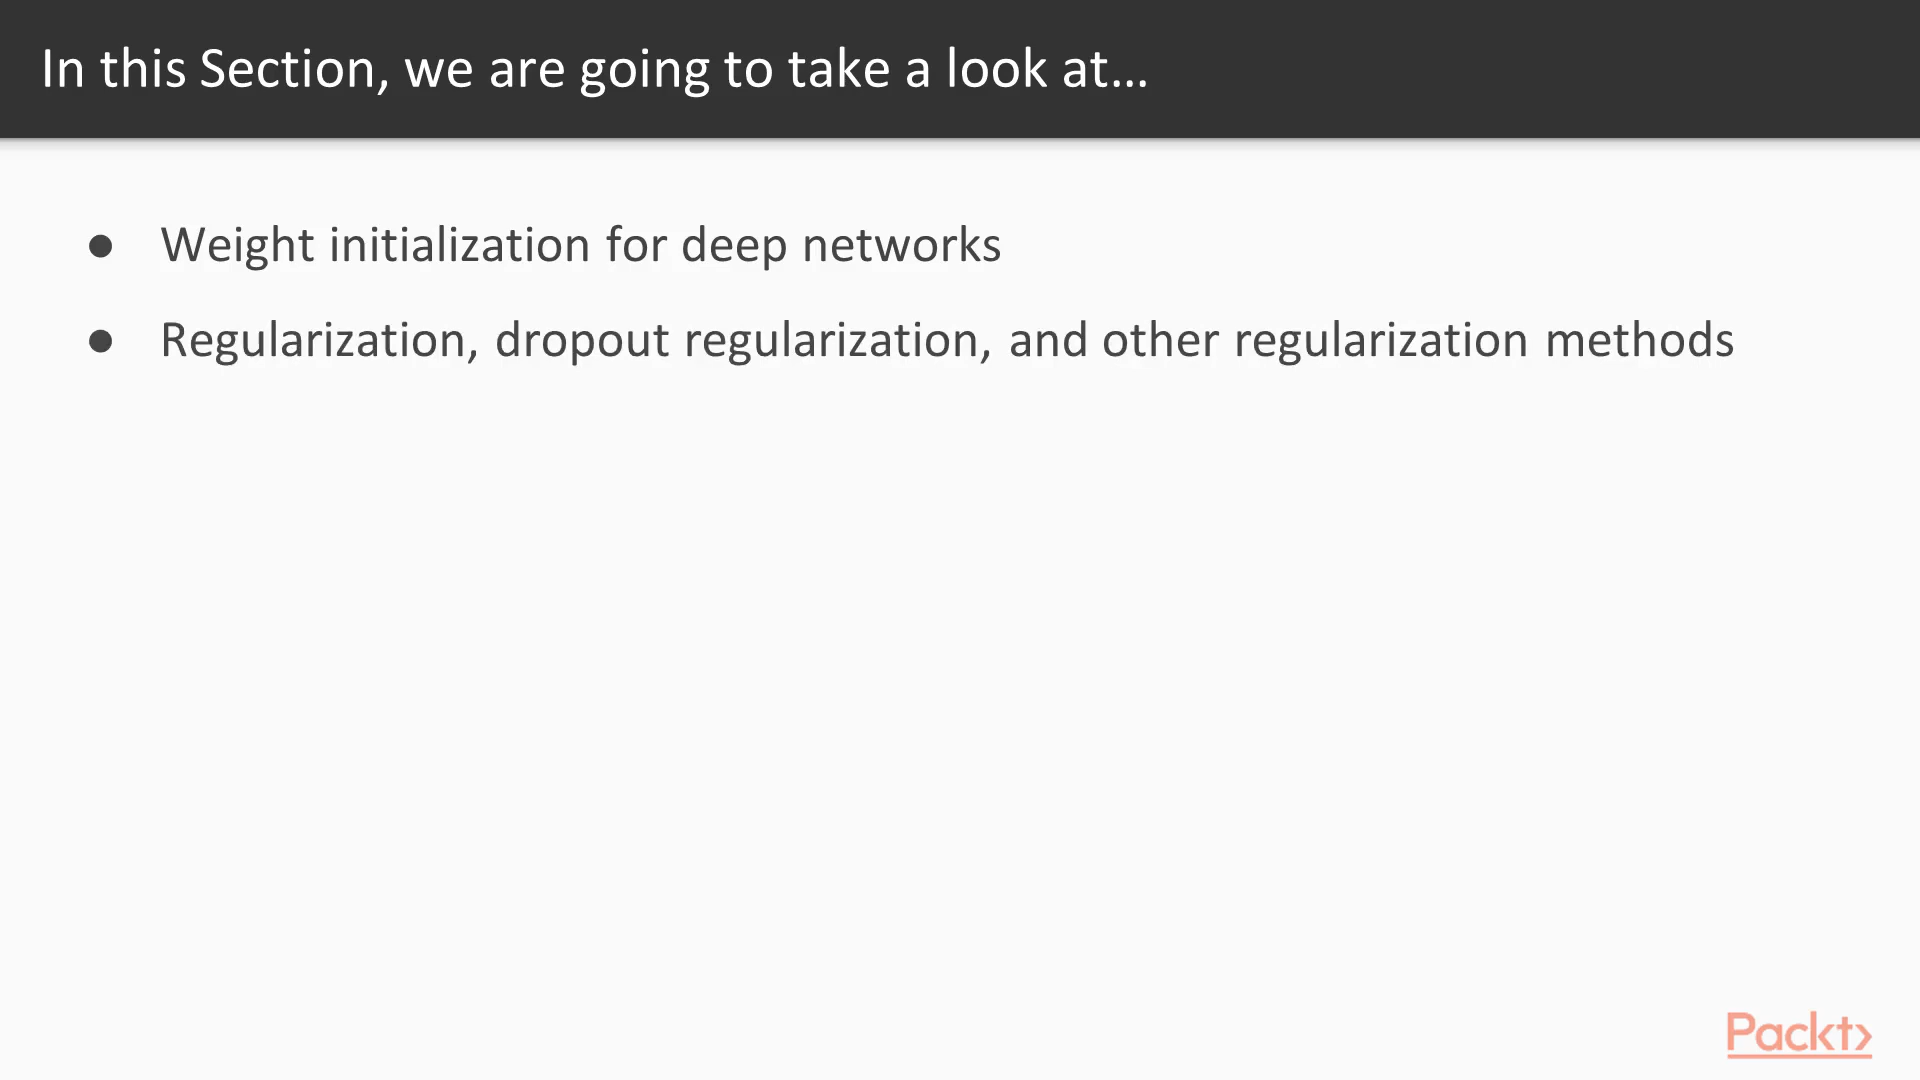 In this Section, we are going to take a look at…
● Weight initialization for deep networks
● Regularization, dropout regularization, and other regularization methods
Packt>